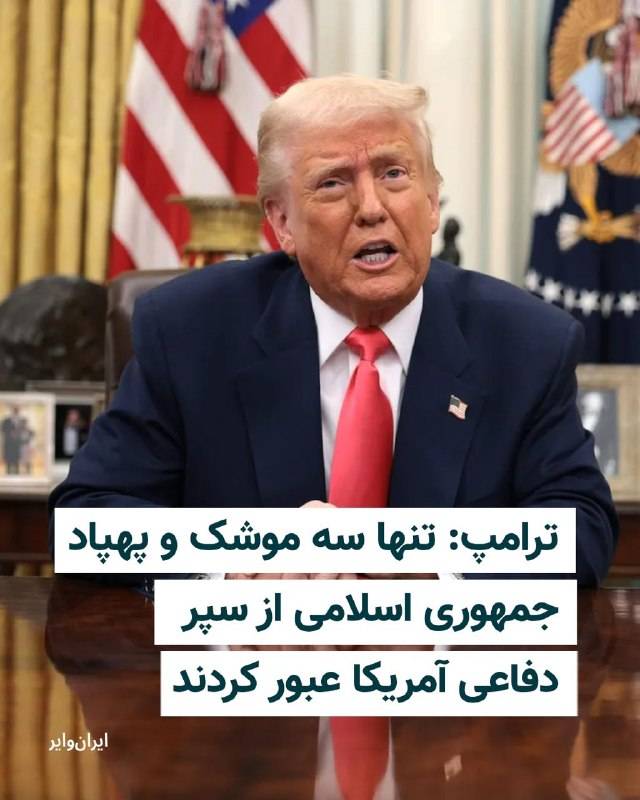 ترامپ: تنها سه موشک و پهپاد
جمهوری اسلامی از سپر
دفاعی آمریکا عبور کردند
ایران‌وایر